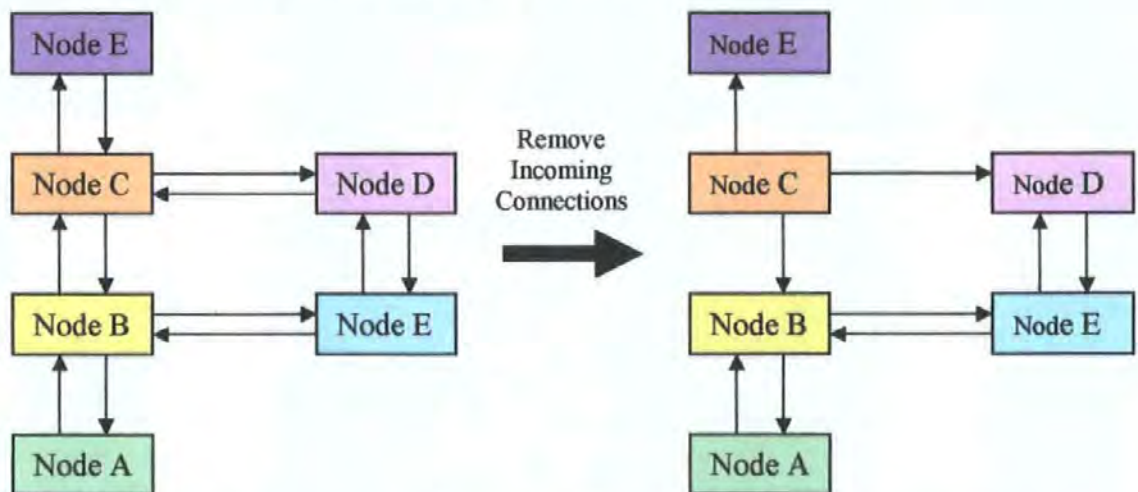 Node E
Node C
Node D
Node B
Node E
Node A
Remove
Incoming
Connections
Node E
Node C
Node D
Node B
Node E
Node A